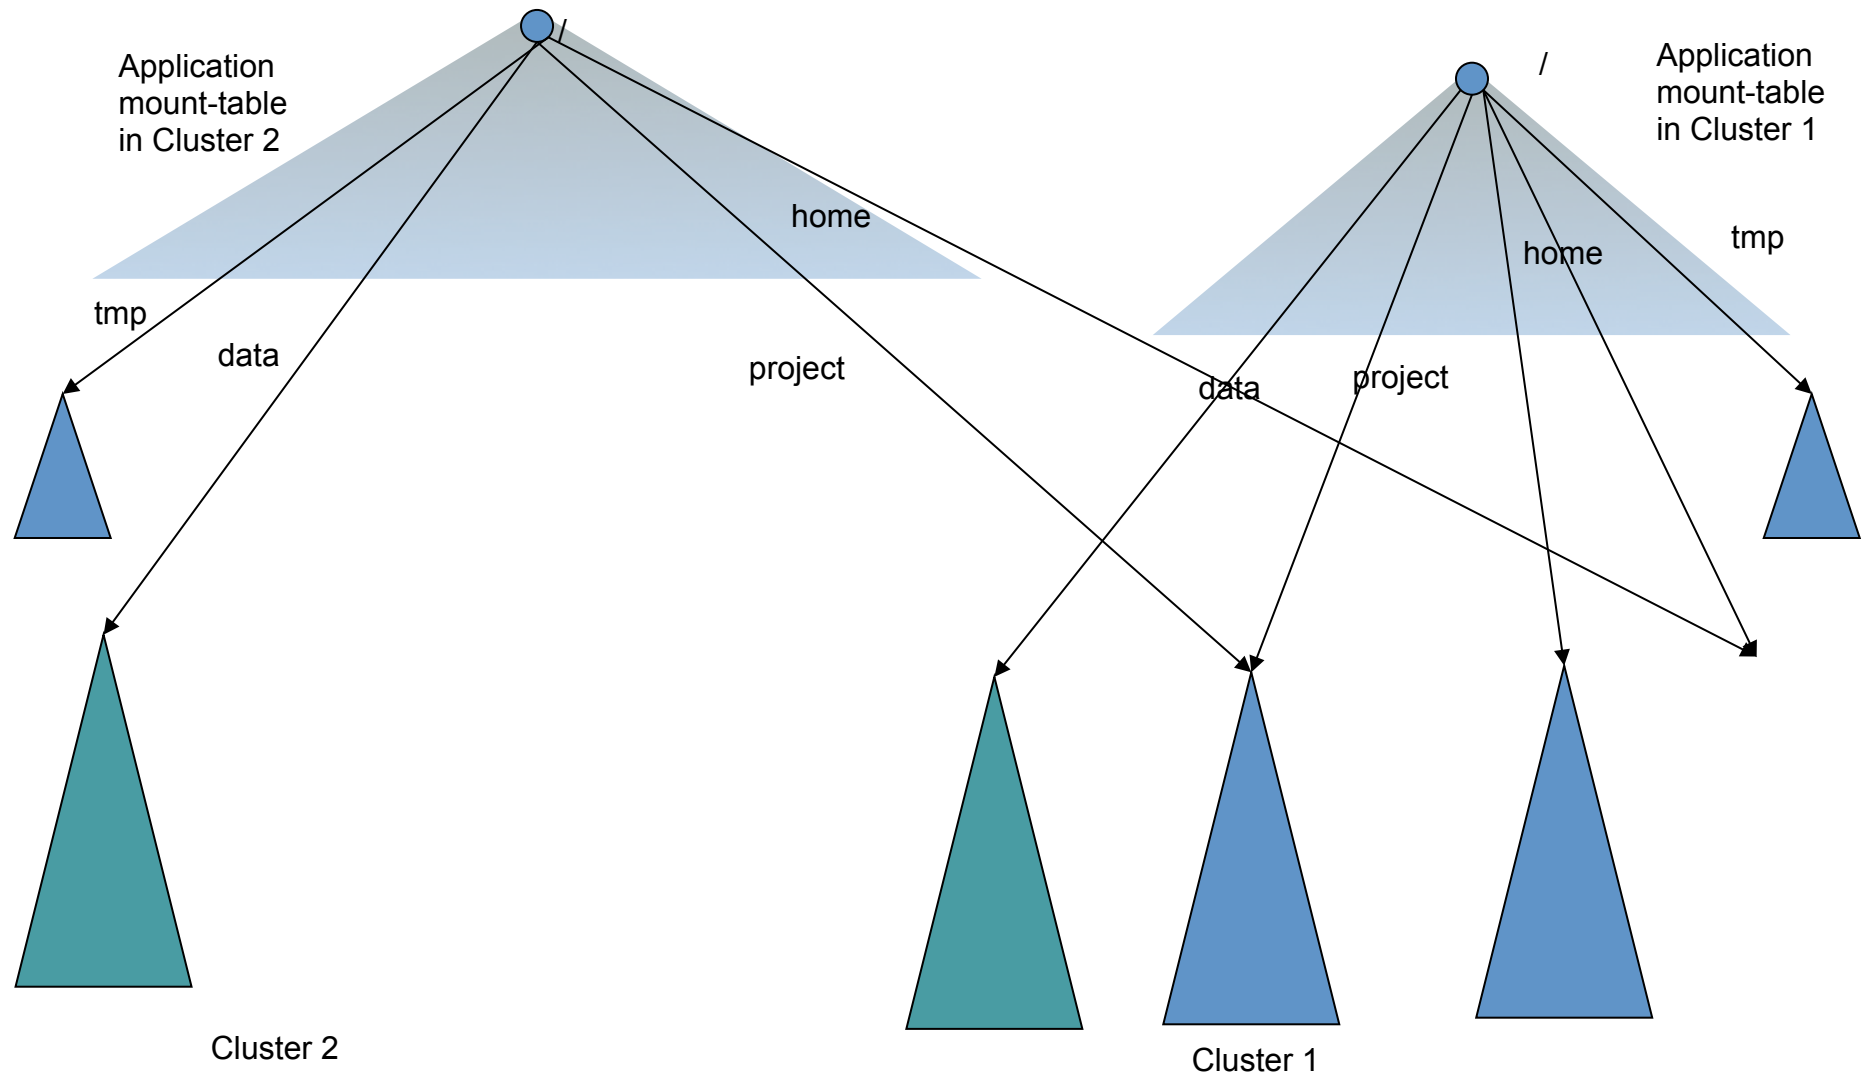 /
Application
mount-table
in Cluster 2
/
Application
mount-table
in Cluster 1
home
home
tmp
tmp
data
project
data
project
Cluster 2
Cluster 1